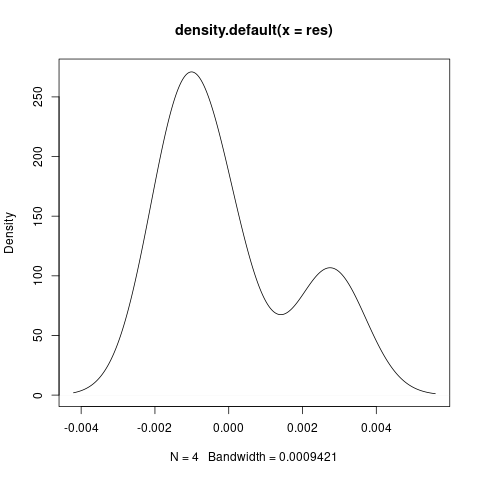 density.default(x = res)
Density
250
200
150
100
50
0
-0.004 -0.002 0.000 0.002 0.004
N = 4 Bandwidth = 0.0009421